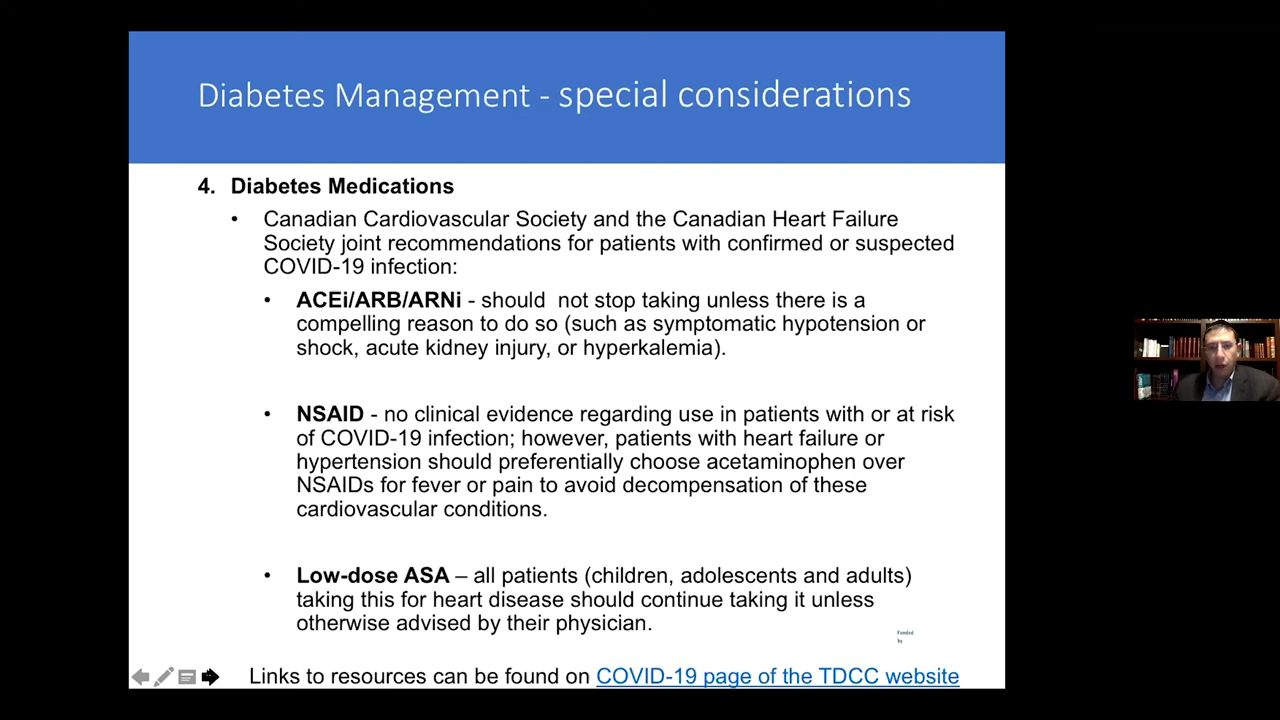 Diabetes Management - special considerations
4. Diabetes Medications
• Canadian Cardiovascular Society and the Canadian Heart Failure
Society joint recommendations for patients with confirmed or suspected
COVID-19 infection:
• ACEi/ARB/ARNi - should  not stop taking unless there is a
compelling reason to do so (such as symptomatic hypotension or
shock, acute kidney injury, or hyperkalemia).
• NSAID - no clinical evidence regarding use in patients with or at risk
of COVID-19 infection; however, patients with heart failure or
hypertension should preferentially choose acetaminophen over
NSAIDs for fever or pain to avoid decompensation of these
cardiovascular conditions.
• Low-dose ASA – all patients (children, adolescents and adults)
taking this for heart disease should continue taking it unless
otherwise advised by their physician.
Funded
by
Links to resources can be found on COVID-19 page of the TDCC website